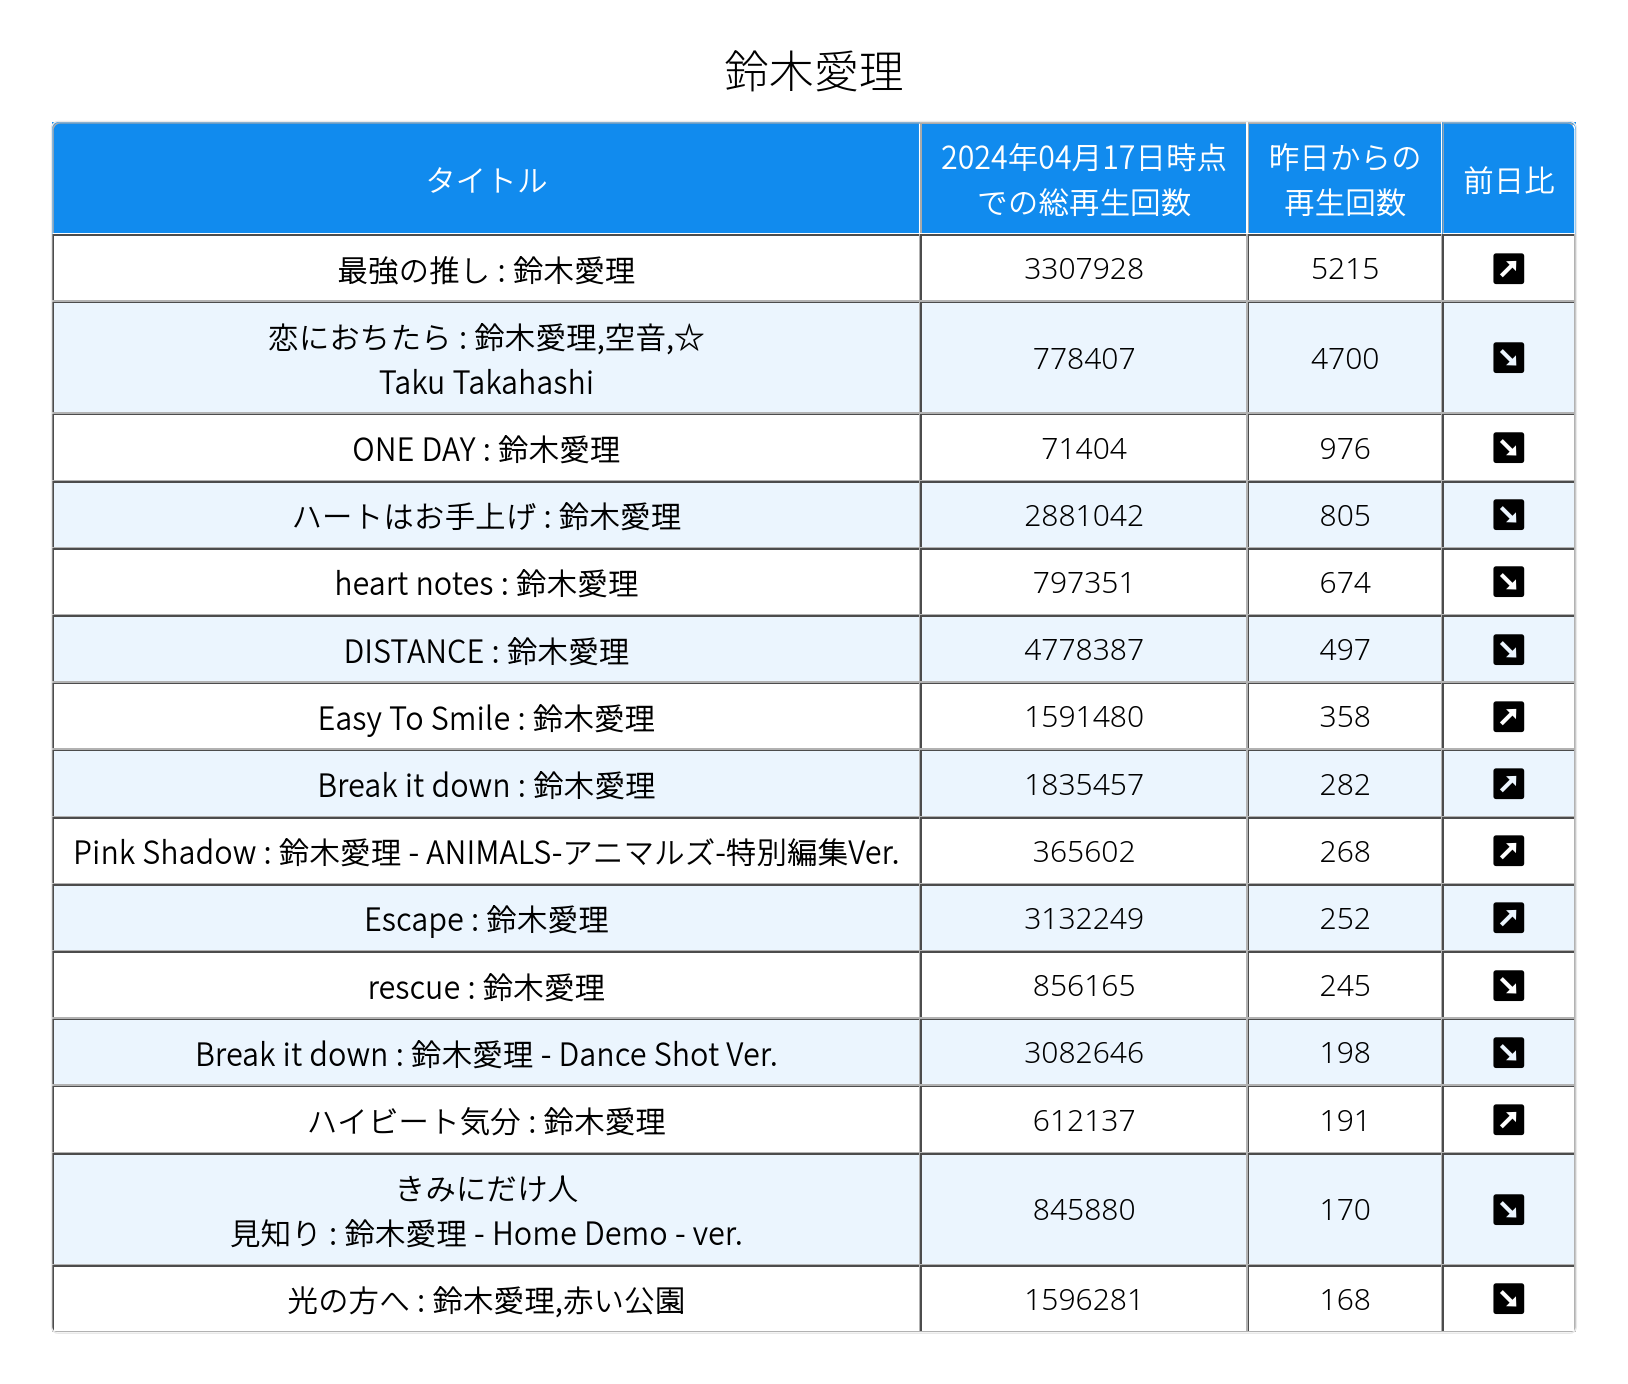 鈴木愛理
タイトル
2024年04月17日時点
での総再生回数
昨日からの
再生回数
前日比
最強の推し : 鈴木愛理 3307928 5215
恋におちたら : 鈴木愛理,空音,☆
Taku Takahashi
778407 4700
ONE DAY : 鈴木愛理 71404 976
ハートはお手上げ : 鈴木愛理 2881042 805
heart notes : 鈴木愛理 797351 674
DISTANCE : 鈴木愛理 4778387 497
Easy To Smile : 鈴木愛理 1591480 358
Break it down : 鈴木愛理 1835457 282
Pink Shadow : 鈴木愛理 - ANIMALS-アニマルズ-特別編集Ver. 365602 268
Escape : 鈴木愛理 3132249 252
rescue : 鈴木愛理 856165 245
Break it down : 鈴木愛理 - Dance Shot Ver. 3082646 198
ハイビート気分 : 鈴木愛理 612137 191
きみにだけ人
見知り : 鈴木愛理 - Home Demo - ver.
845880 170
光の方へ : 鈴木愛理,赤い公園 1596281 168